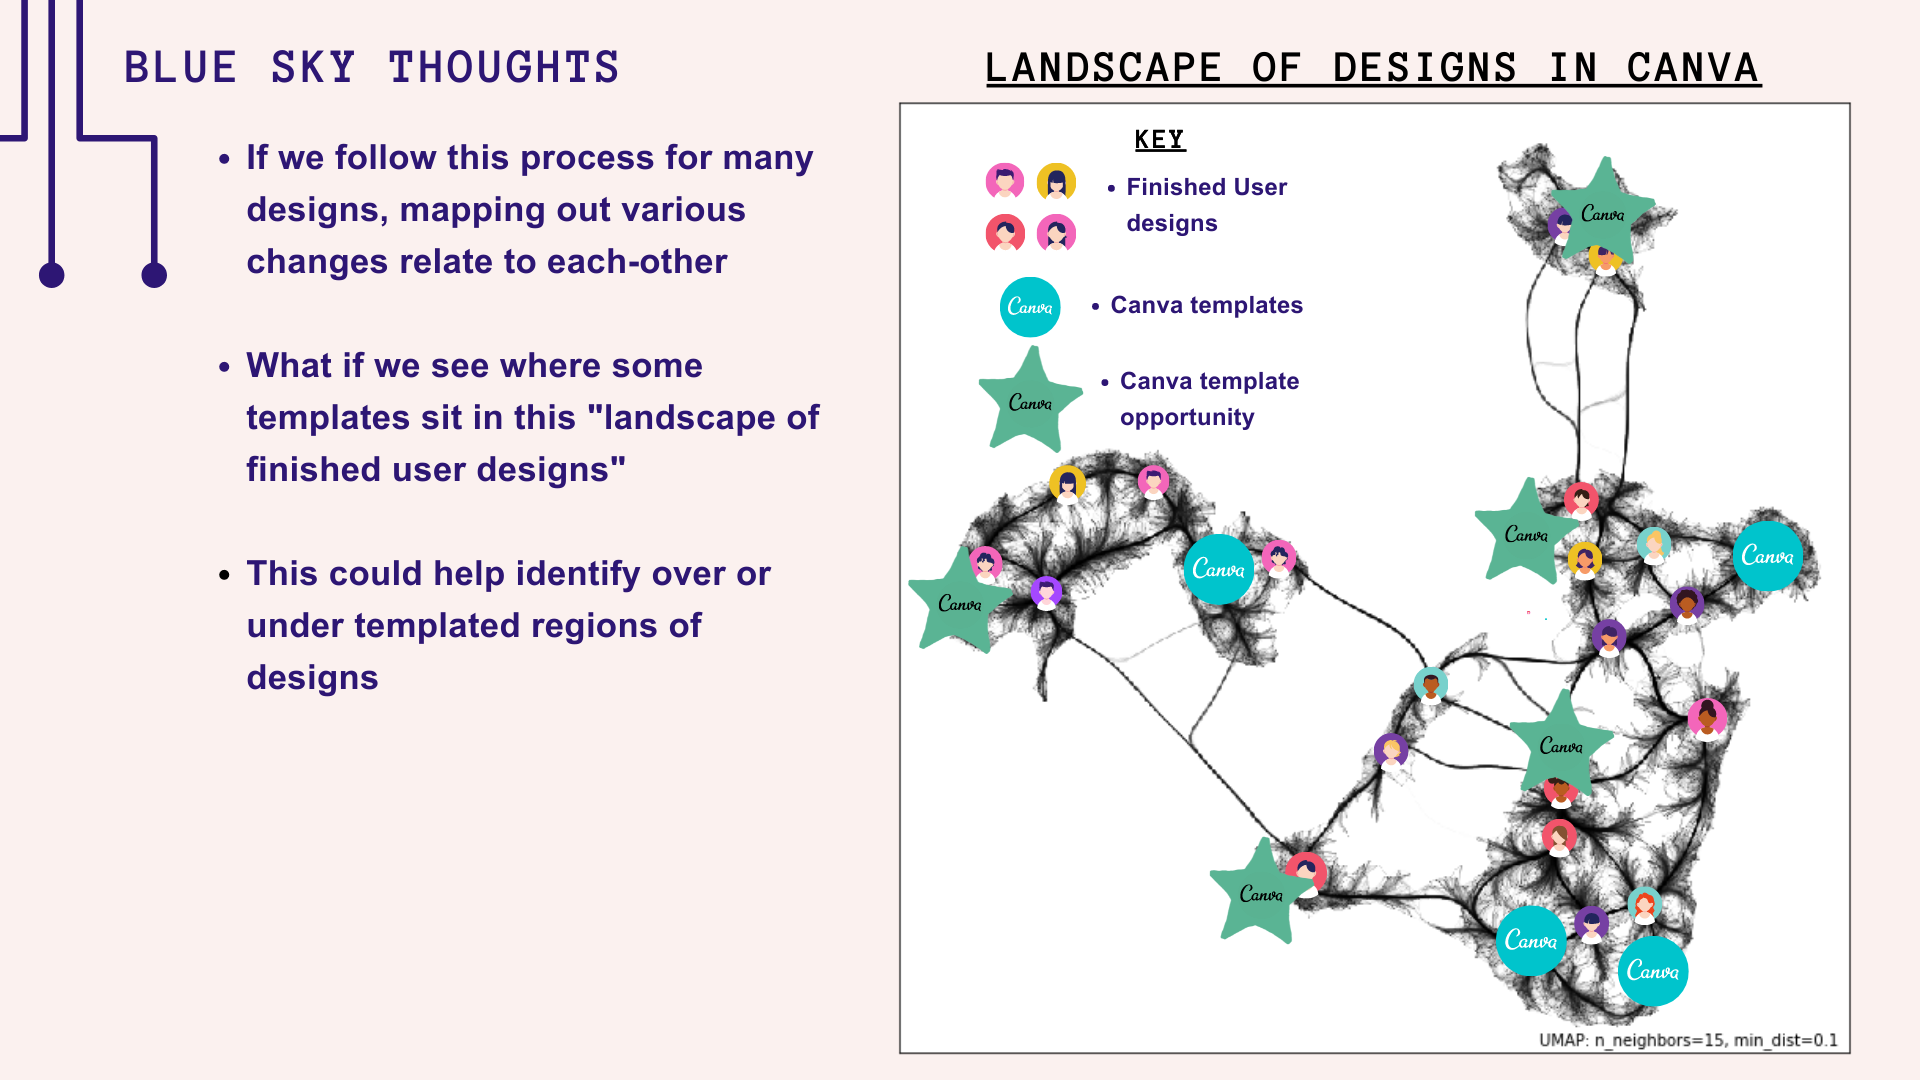 BLUE SKY THOUGHTS
If we follow this process for many
designs, mapping out various
changes relate to each-other
What if we see where some
templates sit in this "landscape of
finished user designs"
This could help identify over or
under templated regions of
designs
LANDSCAPE OF DESIGNS IN CANVA
KEY
Finished User
designs
Canva
Canva templates
Canva
Canva template
opportunity
Canva
Canva
Canva
Canva
Canva
Canva
Canva
Canva
Canva
UMAP: n_neighbors=15, min_dist=0.1